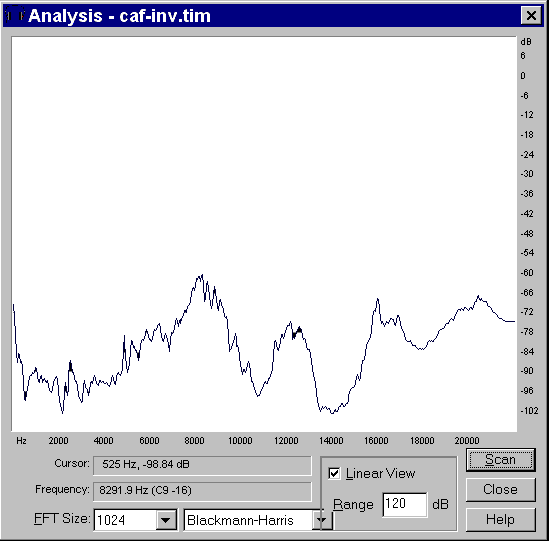 Analysis - caf-inv.tim
dB
6
0
-6
-12
-18
-24
-30
-36
-42
-48
-54
-60
-66
-72
-78
-84
-90
-96
-102
Hz 2000 4000 6000 8000 10000 12000 14000 16000 18000 20000
Cursor: 525 Hz, -98.84 dB
Frequency: 8291.9 Hz (C9 -16)
FFT Size: 1024 Blackmann-Harris
Linear View
Range 120 dB
Scan
Close
Help